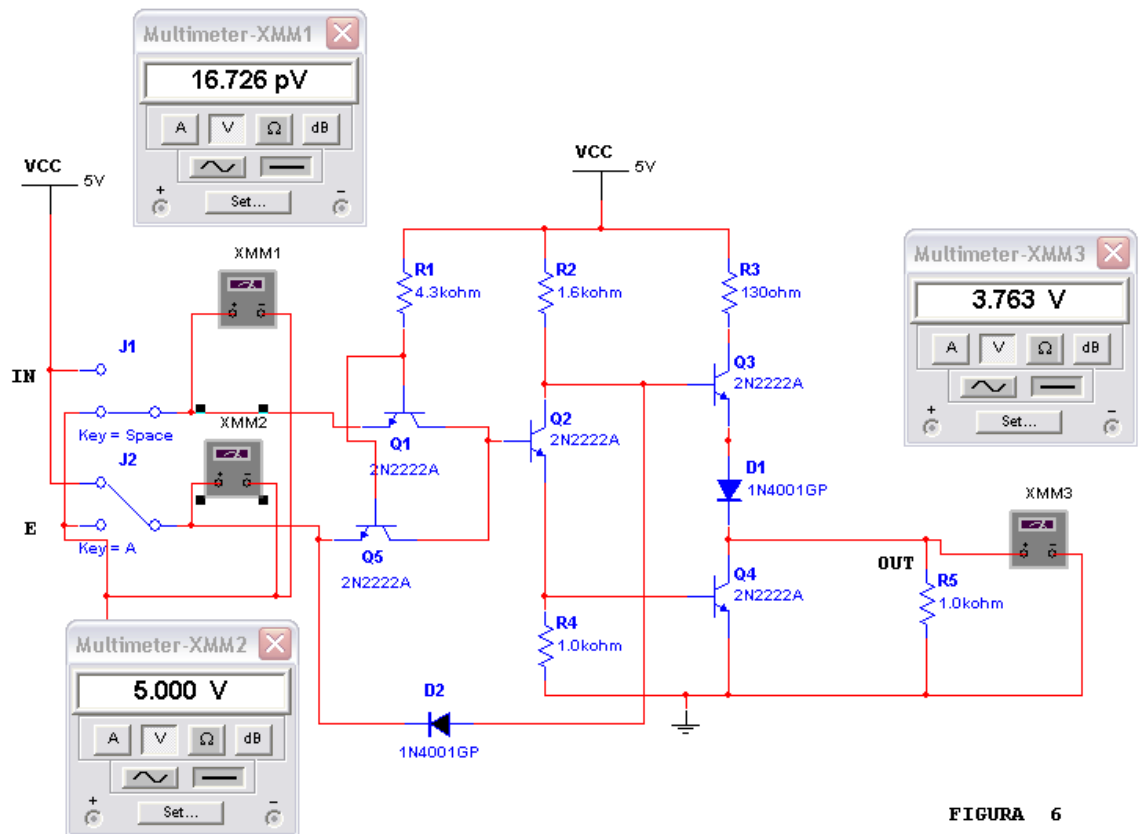 Multimeter-XMM1
16.726 pV
A V Ω dB
Set...
+ -
VCC
5V
VCC
5V
XMM1
R1
4.3kohm
R2
1.6kohm
R3
130ohm
Multimeter-XMM3
3.763 V
A V Ω dB
Set...
+ -
J1
IN
Key = Space
XMM2
Q1
2N2222A
Q2
2N2222A
Q3
2N2222A
J2
E
Key = A
Q5
2N2222A
D1
1N4001GP
XMM3
OUT
Q4
2N2222A
R5
1.0kohm
R4
1.0kohm
Multimeter-XMM2
5.000 V
A V Ω dB
Set...
+ -
D2
1N4001GP
FIGURA 6